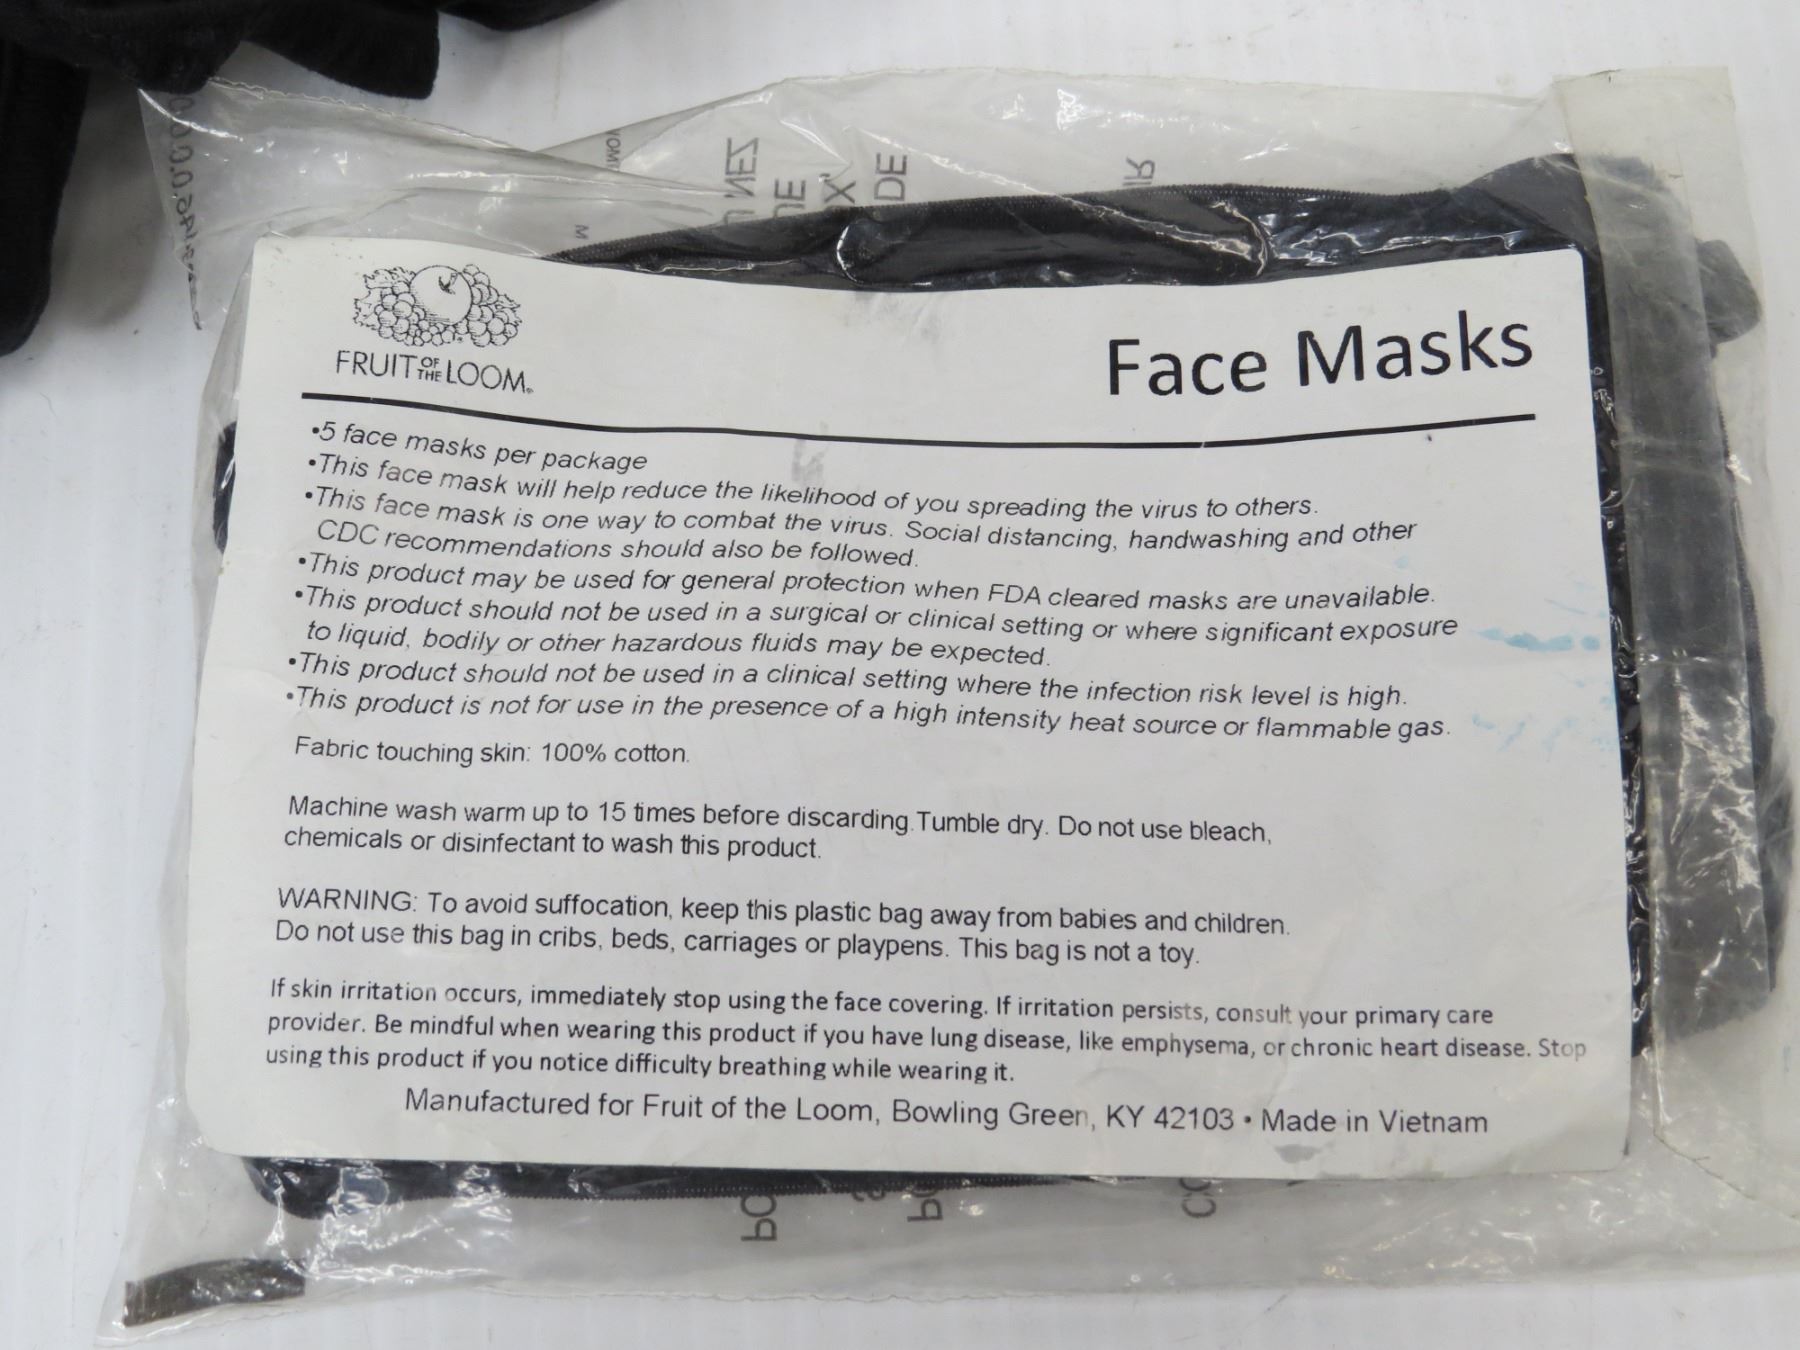 FRUIT OF THE LOOM®
Face Masks
•5 face masks per package
•This face mask will help reduce the likelihood of you spreading the virus to others.
•This face mask is one way to combat the virus. Social distancing, handwashing and other
CDC recommendations should also be followed.
•This product may be used for general protection when FDA cleared masks are unavailable.
•This product should not be used in a surgical or clinical setting or where significant exposure
to liquid, bodily or other hazardous fluids may be expected.
•This product should not be used in a clinical setting where the infection risk level is high.
•This product is not for use in the presence of a high intensity heat source or flammable gas.
Fabric touching skin: 100% cotton.
Machine wash warm up to 15 times before discarding.Tumble dry. Do not use bleach,
chemicals or disinfectant to wash this product.
WARNING: To avoid suffocation, keep this plastic bag away from babies and children.
Do not use this bag in cribs, beds, carriages or playpens. This bag is not a toy.
If skin irritation occurs, immediately stop using the face covering. If irritation persists, consult your primary care
provider. Be mindful when wearing this product if you have lung disease, like emphysema, or chronic heart disease. Stop
using this product if you notice difficulty breathing while wearing it.
Manufactured for Fruit of the Loom, Bowling Green, KY 42103 • Made in Vietnam